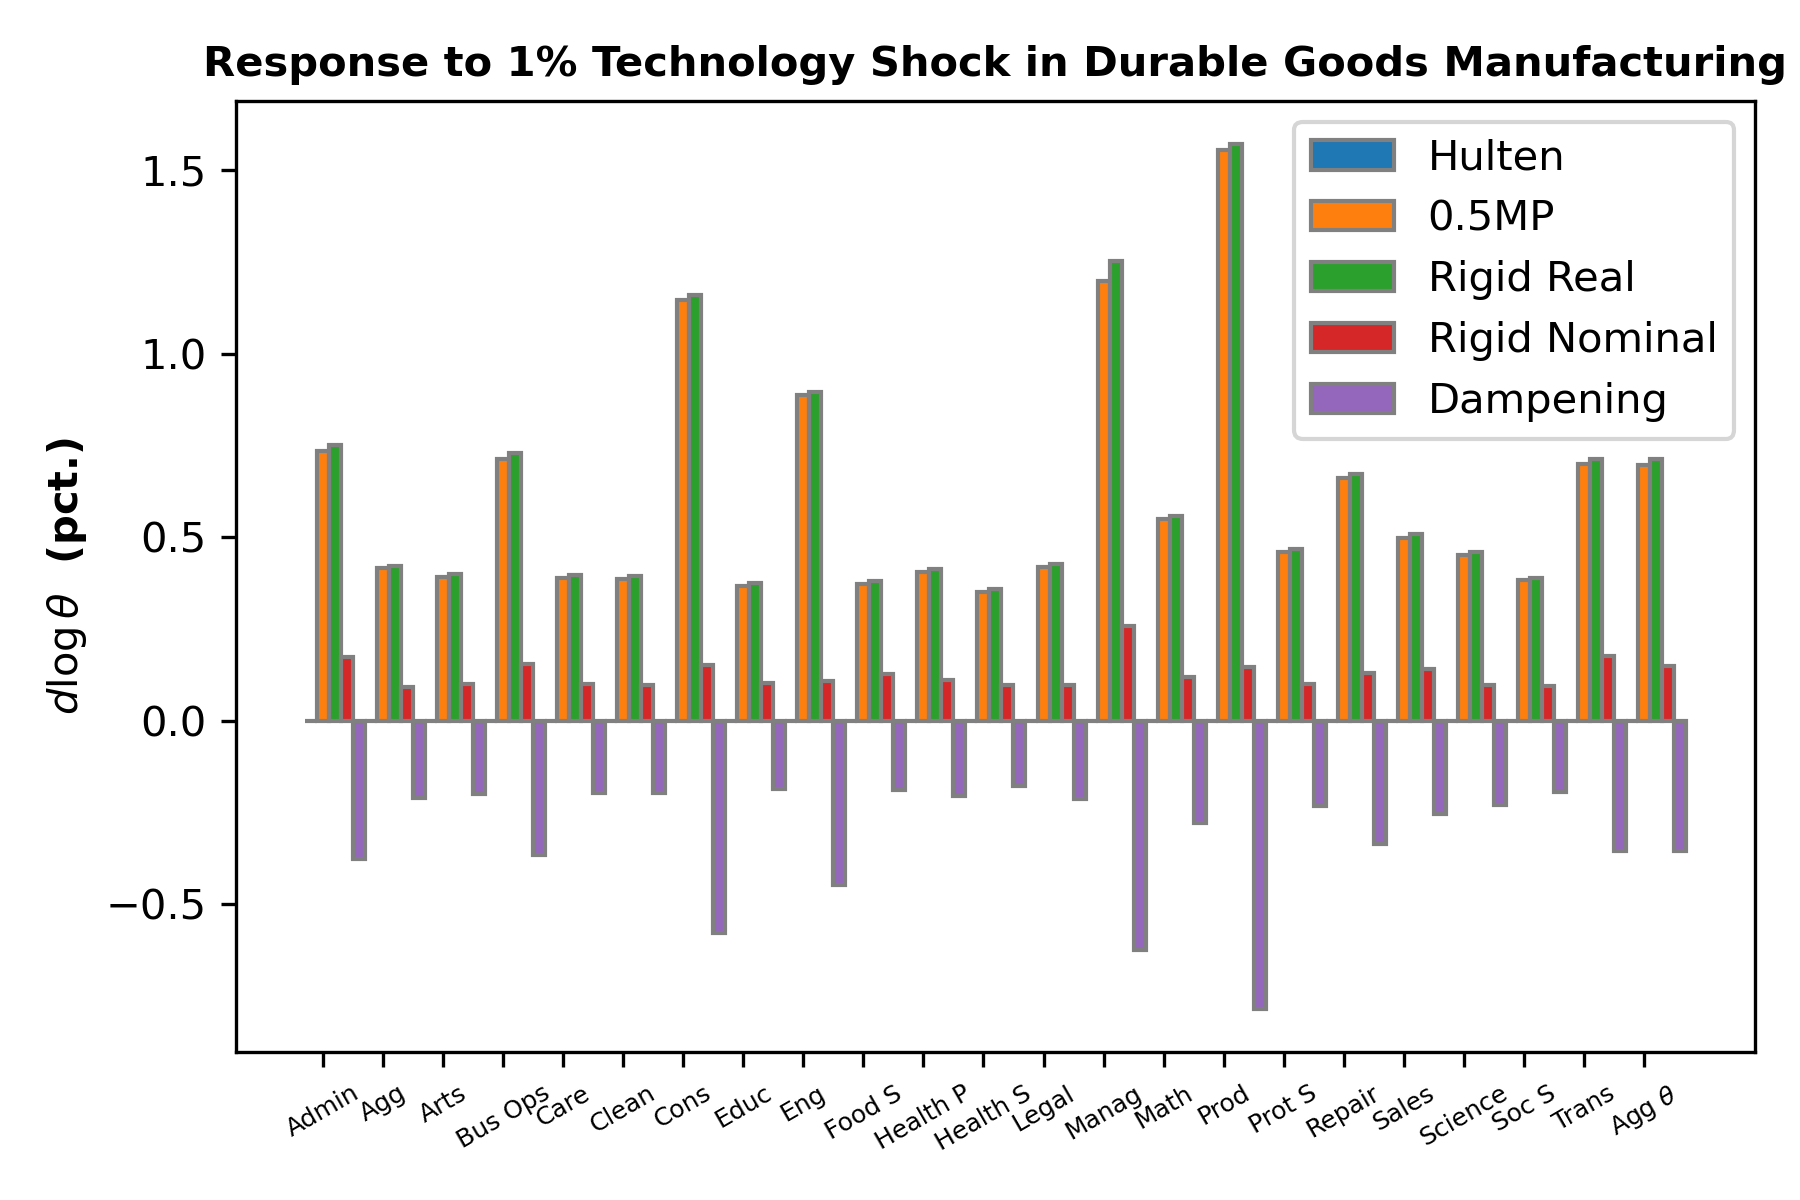 Response to 1% Technology Shock in Durable Goods Manufacturing
dlog θ (pct.)
1.5
1.0
0.5
0.0
−0.5
Hulten
0.5MP
Rigid Real
Rigid Nominal
Dampening
Admin
Agg
Arts
Bus Ops
Care
Clean
Cons
Educ
Eng
Food S
Health P
Health S
Legal
Manag
Math
Prod
Prot S
Repair
Sales
Science
Soc S
Trans
Agg θ